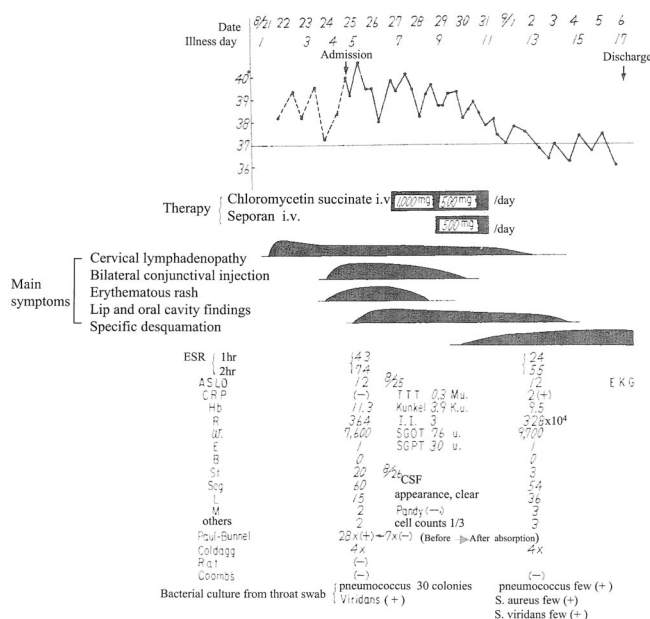 Date 8/21 22 23 24 25 26 27 28 29 30 31 9/1 2 3 4 5 6
Illness day 1 3 4 5 7 9 11 13 15 17
Admission
Discharge
40
39
38
37
36
Therapy
Chloromycetin succinate i.v 1,000mg 500mg /day
Seporan i.v. 500mg /day
Main symptoms
Cervical lymphadenopathy
Bilateral conjunctival injection
Erythematous rash
Lip and oral cavity findings
Specific desquamation
ESR 1hr 43 24
2hr 74 55
ASLO 12 8/25 12 EKG
CRP (-) TTT 0.3 Mu. 2(+)
Hb 11.3 Kunkel 3.9 K.u. 9.5
R 364 I.I. 3 328x10⁴
W. 7,600 SGOT 76 u. 9,700
E 1 SGPT 30 u. 1
B 0 0
St 20 8/26 CSF 3
Seg 60 54
L 15 appearance, clear 36
M 2 Pandy (-) 3
others 2 cell counts 1/3 3
Paul-Bunnel 28x(+)←7x(-) (Before → After absorption)
Coldagg 4x 4x
Rat (-)
Coombs (-) (-)
Bacterial culture from throat swab pneumococcus 30 colonies pneumococcus few (+)
Viridans (+) S. aureus few (+)
S. viridans few (+)